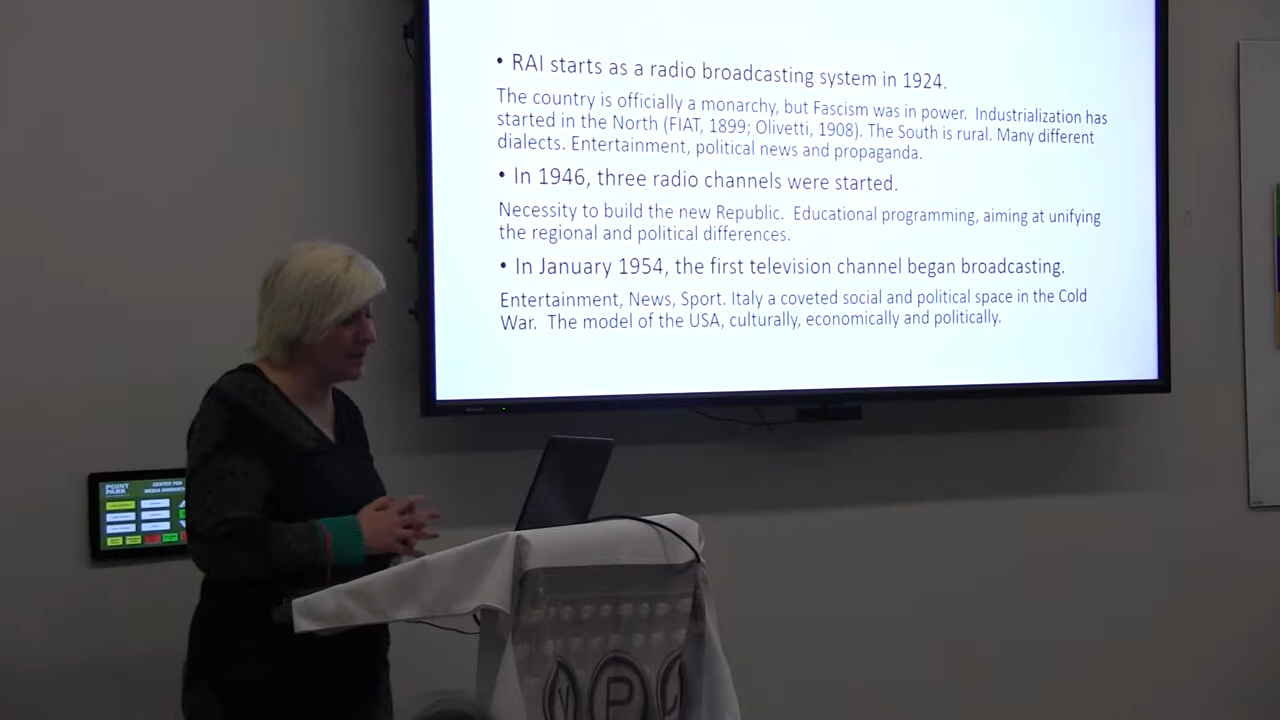 • RAI starts as a radio broadcasting system in 1924.
The country is officially a monarchy, but Fascism was in power. Industrialization has
started in the North (FIAT, 1899; Olivetti, 1908). The South is rural. Many different
dialects. Entertainment, political news and propaganda.
• In 1946, three radio channels were started.
Necessity to build the new Republic. Educational programming, aiming at unifying
the regional and political differences.
• In January 1954, the first television channel began broadcasting.
Entertainment, News, Sport. Italy a coveted social and political space in the Cold
War. The model of the USA, culturally, economically and politically.
POINT
PARK
CENTER FOR
MEDIA
P